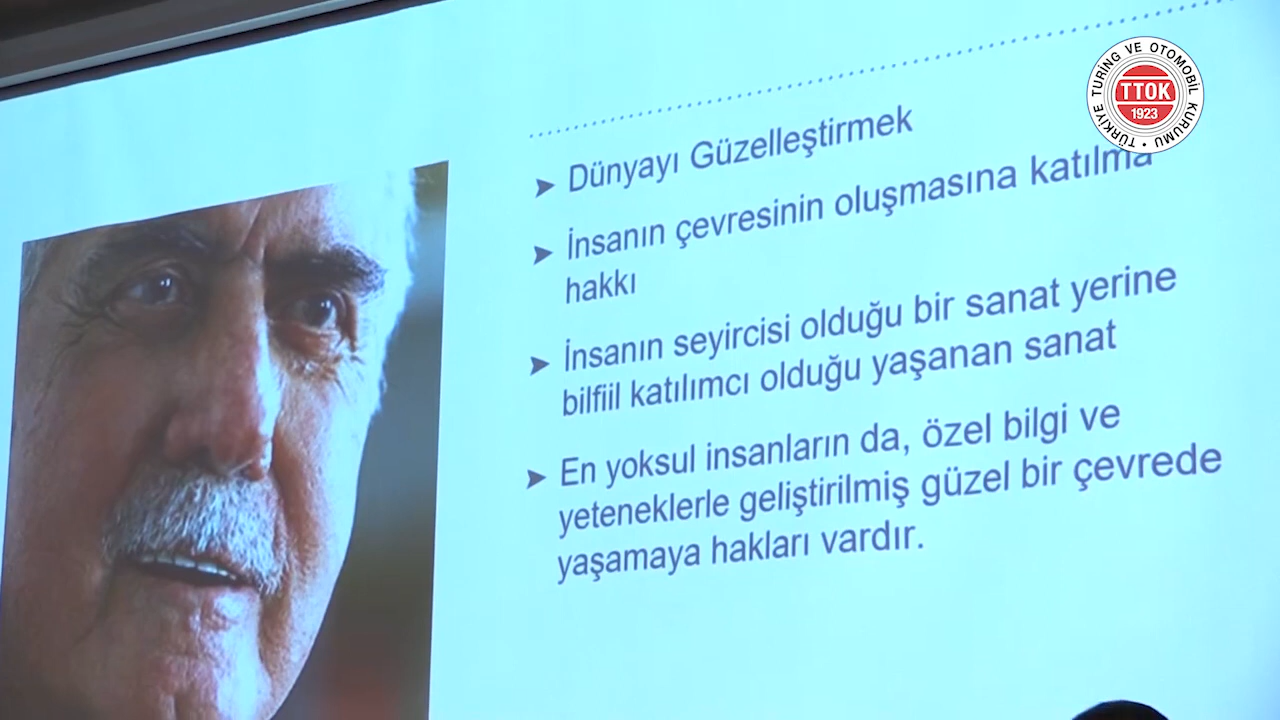 TÜRKİYE TURİNG VE OTOMOBİL KURUMU
TTOK
1923
➤ Dünyayı Güzelleştirmek
➤ İnsanın çevresinin oluşmasına katılma
hakkı
➤ İnsanın seyircisi olduğu bir sanat yerine
bilfiil katılımcı olduğu yaşanan sanat
➤ En yoksul insanların da, özel bilgi ve
yeteneklerle geliştirilmiş güzel bir çevrede
yaşamaya hakları vardır.